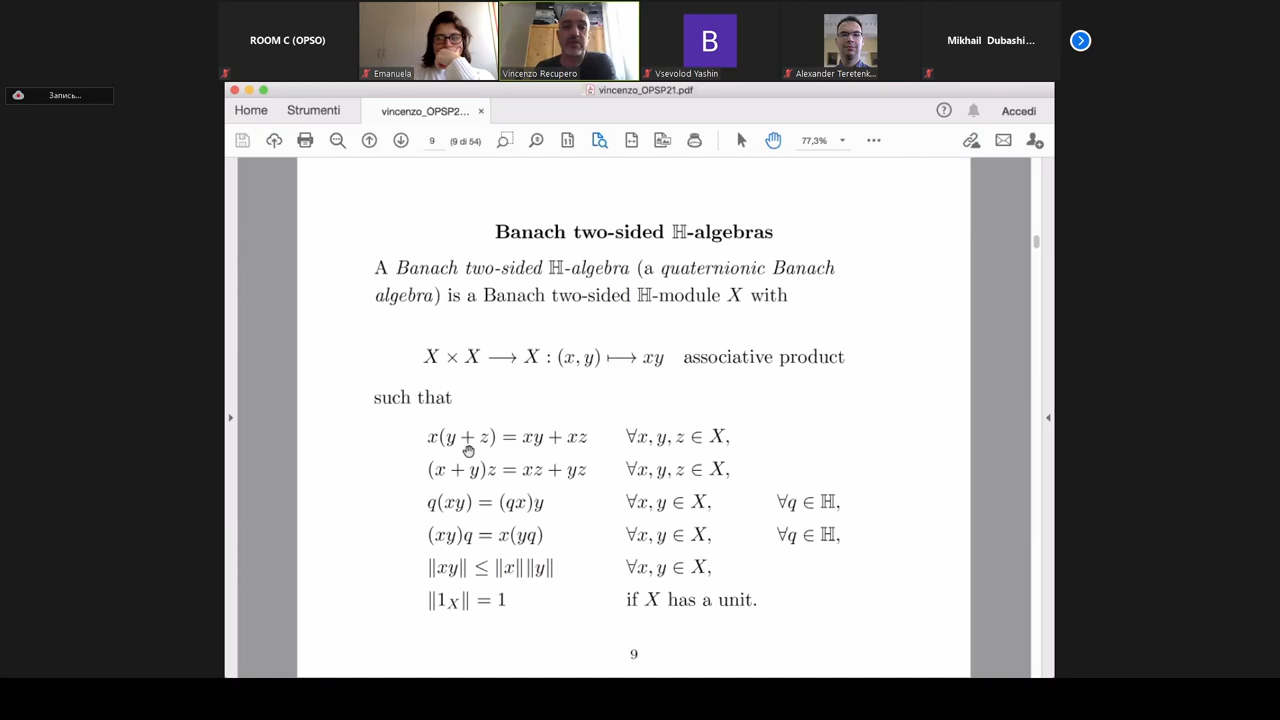 ROOM C (OPSO)
Emanuela
Vincenzo Recupero
B
Vsevolod Yashin
Alexander Teretenk...
Mikhail Dubashi...
Запись...
vincenzo_OPSP21.pdf
Home Strumenti vincenzo_OPSP2... × Accedi
9 (9 di 54) 77,3%
Banach two-sided ℍ-algebras
A Banach two-sided ℍ-algebra (a quaternionic Banach
algebra) is a Banach two-sided ℍ-module X with
X × X ⟶ X : (x, y) ⟼ xy associative product
such that
x(y + z) = xy + xz ∀x, y, z ∈ X,
(x + y)z = xz + yz ∀x, y, z ∈ X,
q(xy) = (qx)y ∀x, y ∈ X, ∀q ∈ ℍ,
(xy)q = x(yq) ∀x, y ∈ X, ∀q ∈ ℍ,
‖xy‖ ≤ ‖x‖‖y‖ ∀x, y ∈ X,
‖1_X‖ = 1 if X has a unit.
9